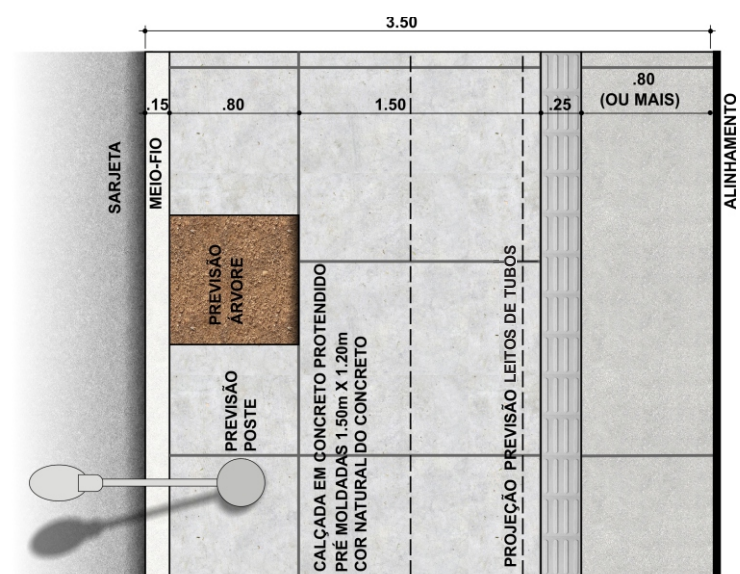 3.50
.15
.80
1.50
.25
.80
(OU MAIS)
SARJETA
MEIO-FIO
ALINHAMENTO
PREVISÃO
ÁRVORE
PREVISÃO
POSTE
CALÇADA EM CONCRETO PROTENDIDO
PRÉ MOLDADAS 1.50m X 1.20m
COR NATURAL DO CONCRETO
PROJEÇÃO PREVISÃO LEITOS DE TUBOS